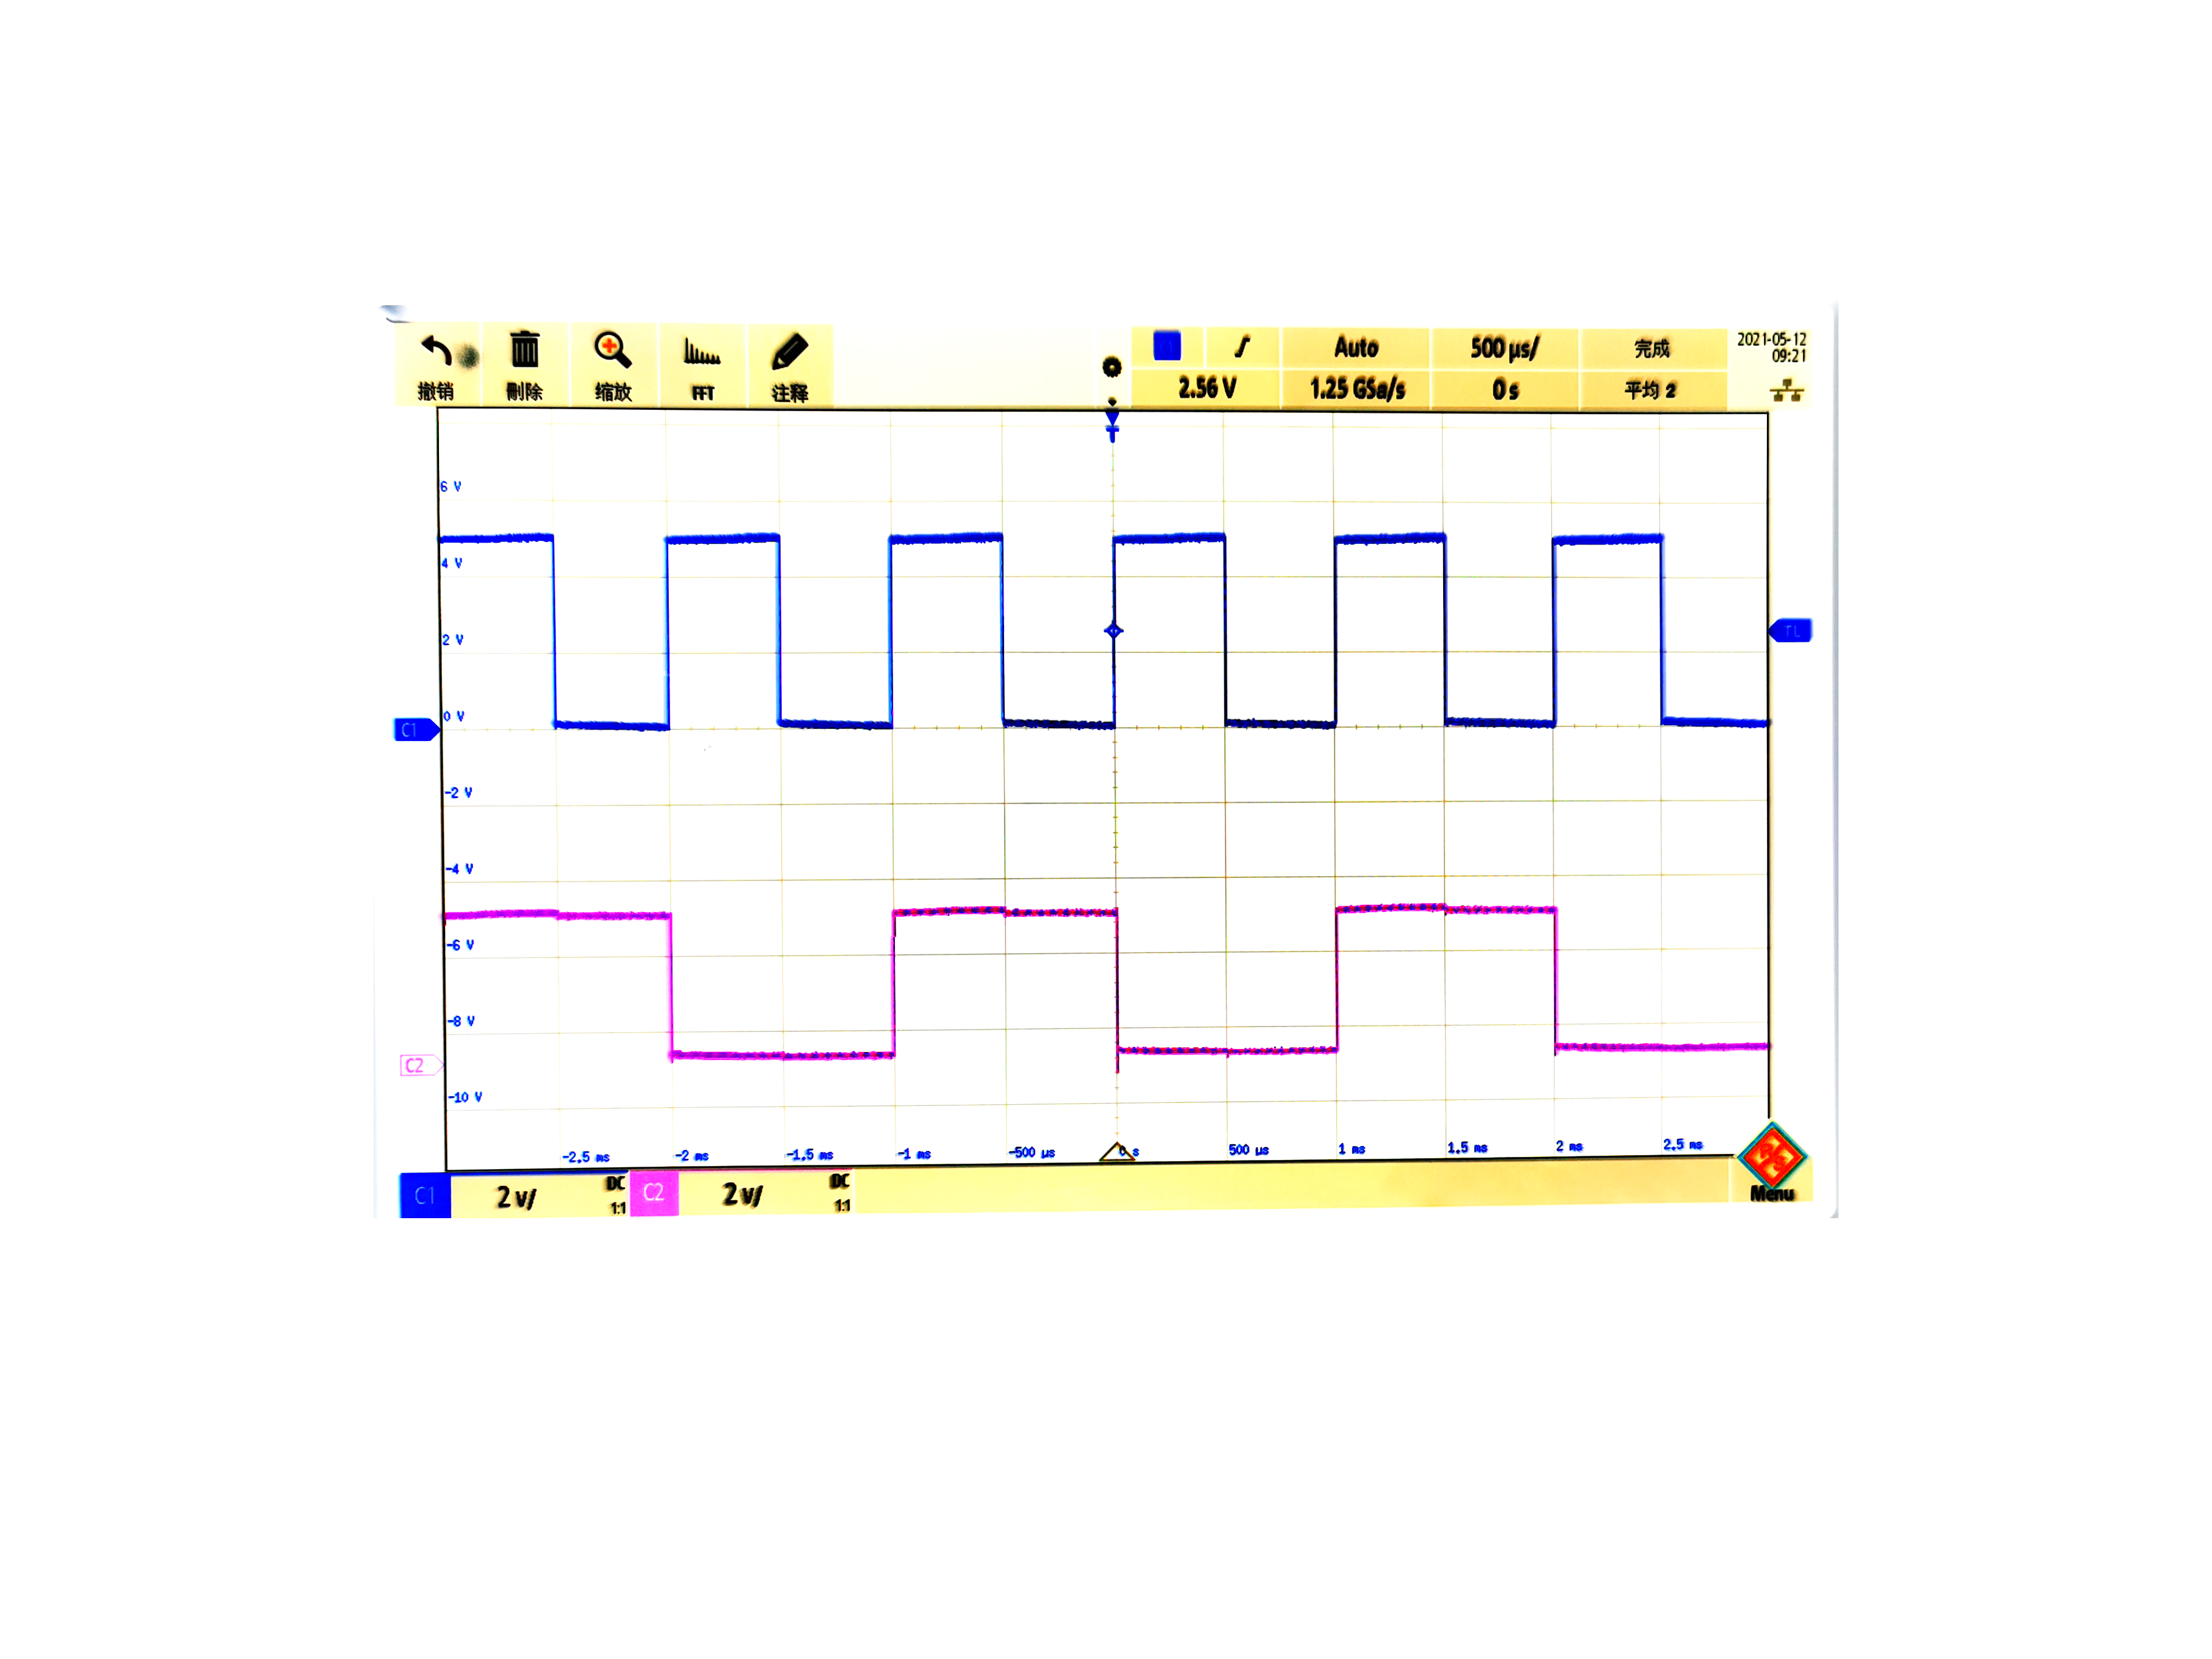 Auto
500 µs/
完成
2021-05-12
09:21
撤销
刪除
缩放
FFT
注释
2.56 V
1.25 GSa/s
0 s
平均 2
T
6 V
4 V
2 V
TL
0 V
C1
-2 V
-4 V
-6 V
-8 V
C2
-10 V
-2.5 ms
-2 ms
-1.5 ms
-1 ms
-500 µs
0 s
500 µs
1 ms
1.5 ms
2 ms
2.5 ms
C1
2 V/
DC
1:1
C2
2 V/
DC
1:1
Menu